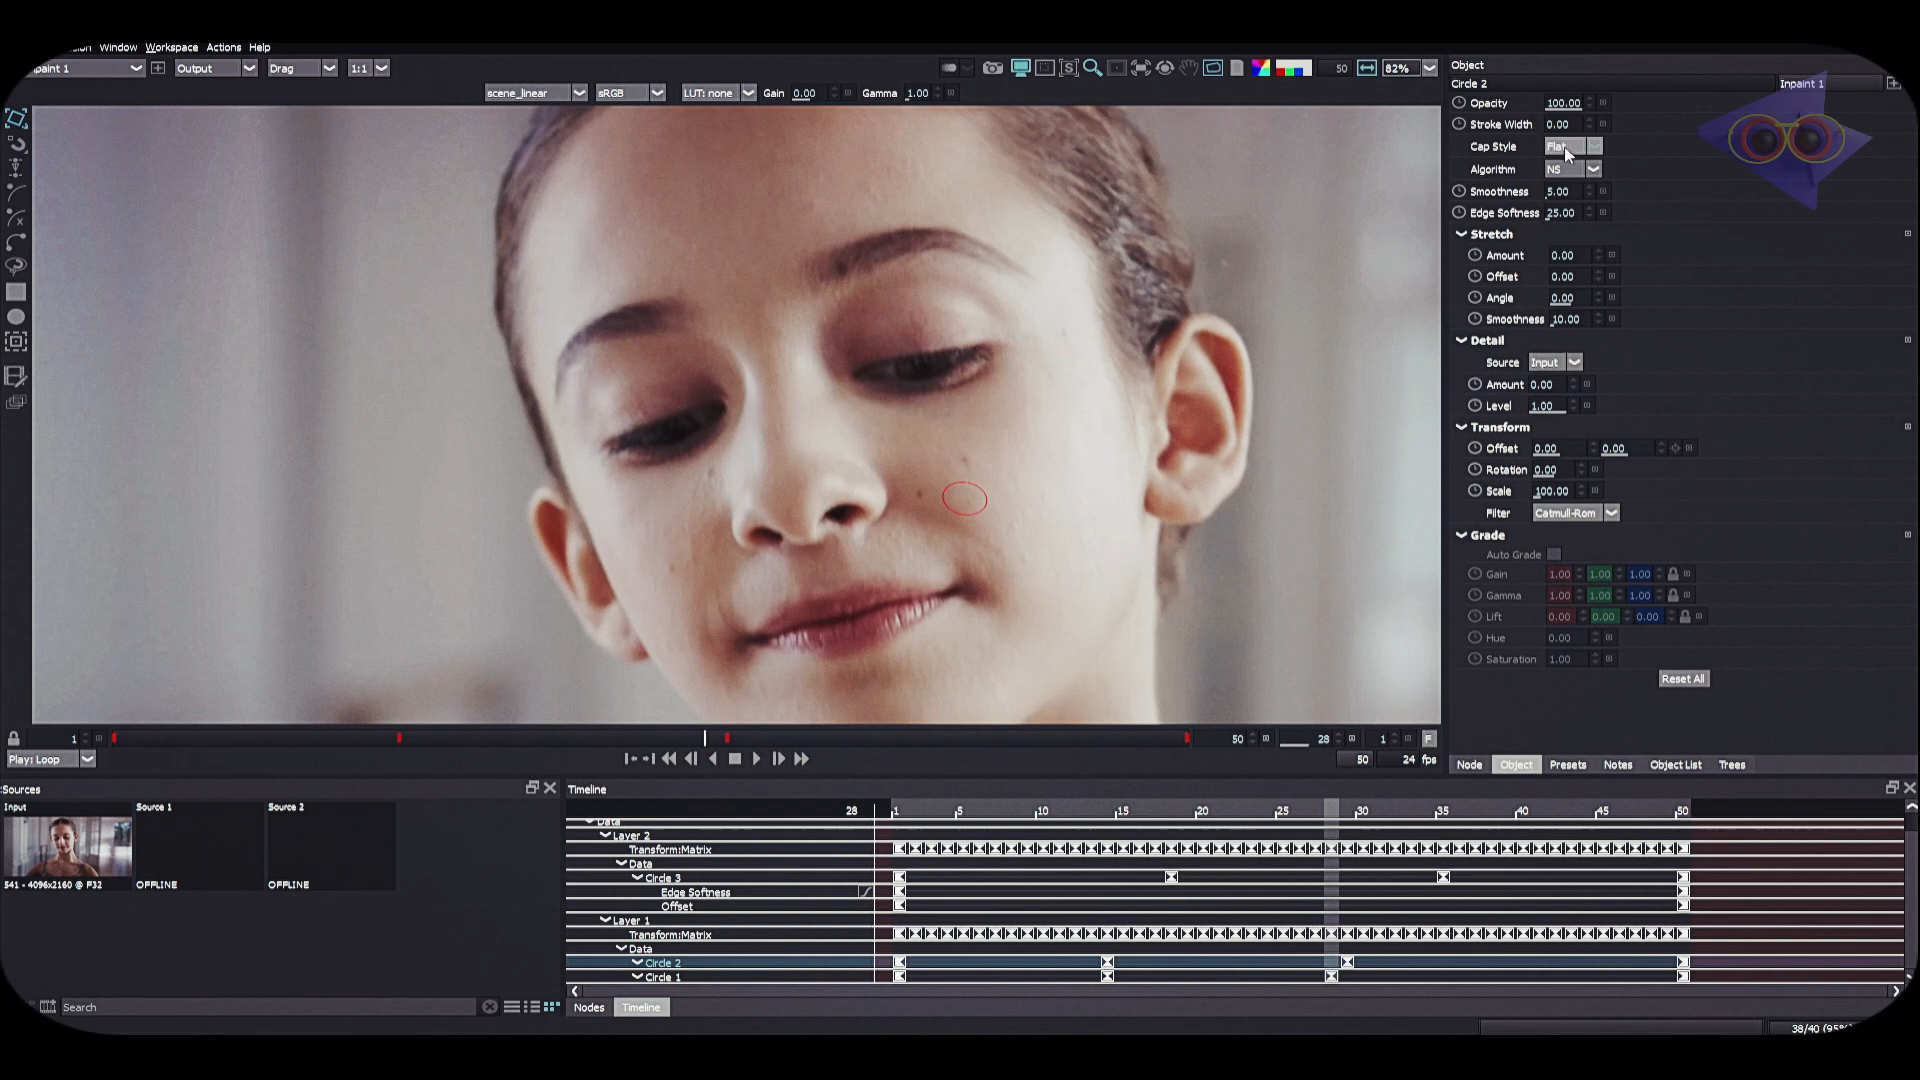 Window Workspace Actions Help
Inpaint 1 Output Drag 1:1 50 82%
scene_linear sRGB LUT: none Gain 0.00 Gamma 1.00
Object
Circle 2 Inpaint 1
Opacity 100.00
Stroke Width 0.00
Cap Style Flat
Algorithm NS
Smoothness 5.00
Edge Softness 25.00
Stretch
Amount 0.00
Offset 0.00
Angle 0.00
Smoothness 10.00
Detail
Source Input
Amount 0.00
Level 1.00
Transform
Offset 0.00 0.00
Rotation 0.00
Scale 100.00
Filter Catmull-Rom
Grade
Auto Grade
Gain 1.00 1.00 1.00
Gamma 1.00 1.00 1.00
Lift 0.00 0.00 0.00
Hue 0.00
Saturation 1.00
Reset All
1 50 28 1 F
Play: Loop 50 24 fps
Node Object Presets Notes Object List Trees
Sources
Input Source 1 Source 2
541 - 4096x2160 @ F32 OFFLINE OFFLINE
Search
Timeline
28 1 5 10 15 20 25 30 35 40 45 50
Data
Layer 2
Transform:Matrix
Data
Circle 3
Edge Softness
Offset
Layer 1
Transform:Matrix
Data
Circle 2
Circle 1
Nodes Timeline
38/40 (95%